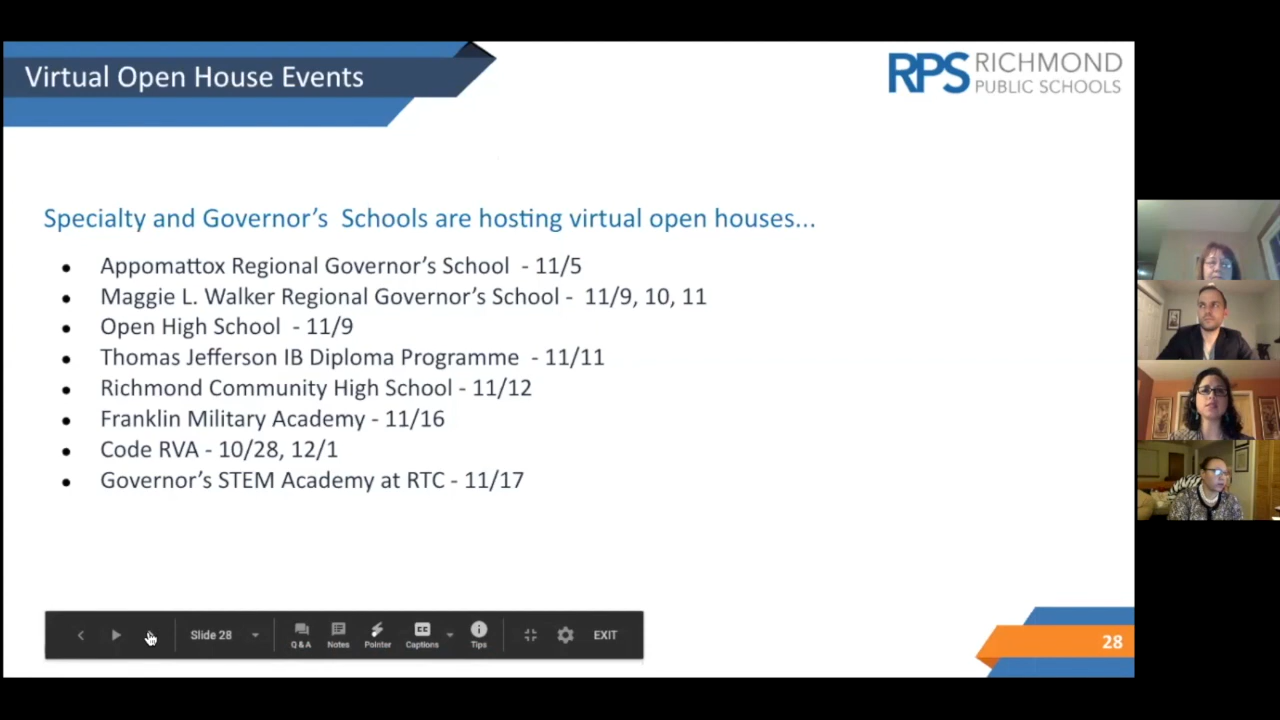 Virtual Open House Events
RPS RICHMOND
PUBLIC SCHOOLS
Specialty and Governor's  Schools are hosting virtual open houses...
• Appomattox Regional Governor's School  - 11/5
• Maggie L. Walker Regional Governor's School -  11/9, 10, 11
• Open High School  - 11/9
• Thomas Jefferson IB Diploma Programme  - 11/11
• Richmond Community High School - 11/12
• Franklin Military Academy - 11/16
• Code RVA - 10/28, 12/1
• Governor's STEM Academy at RTC - 11/17
Slide 28
Q & A
Notes
Pointer
CC
Captions
Tips
EXIT
28